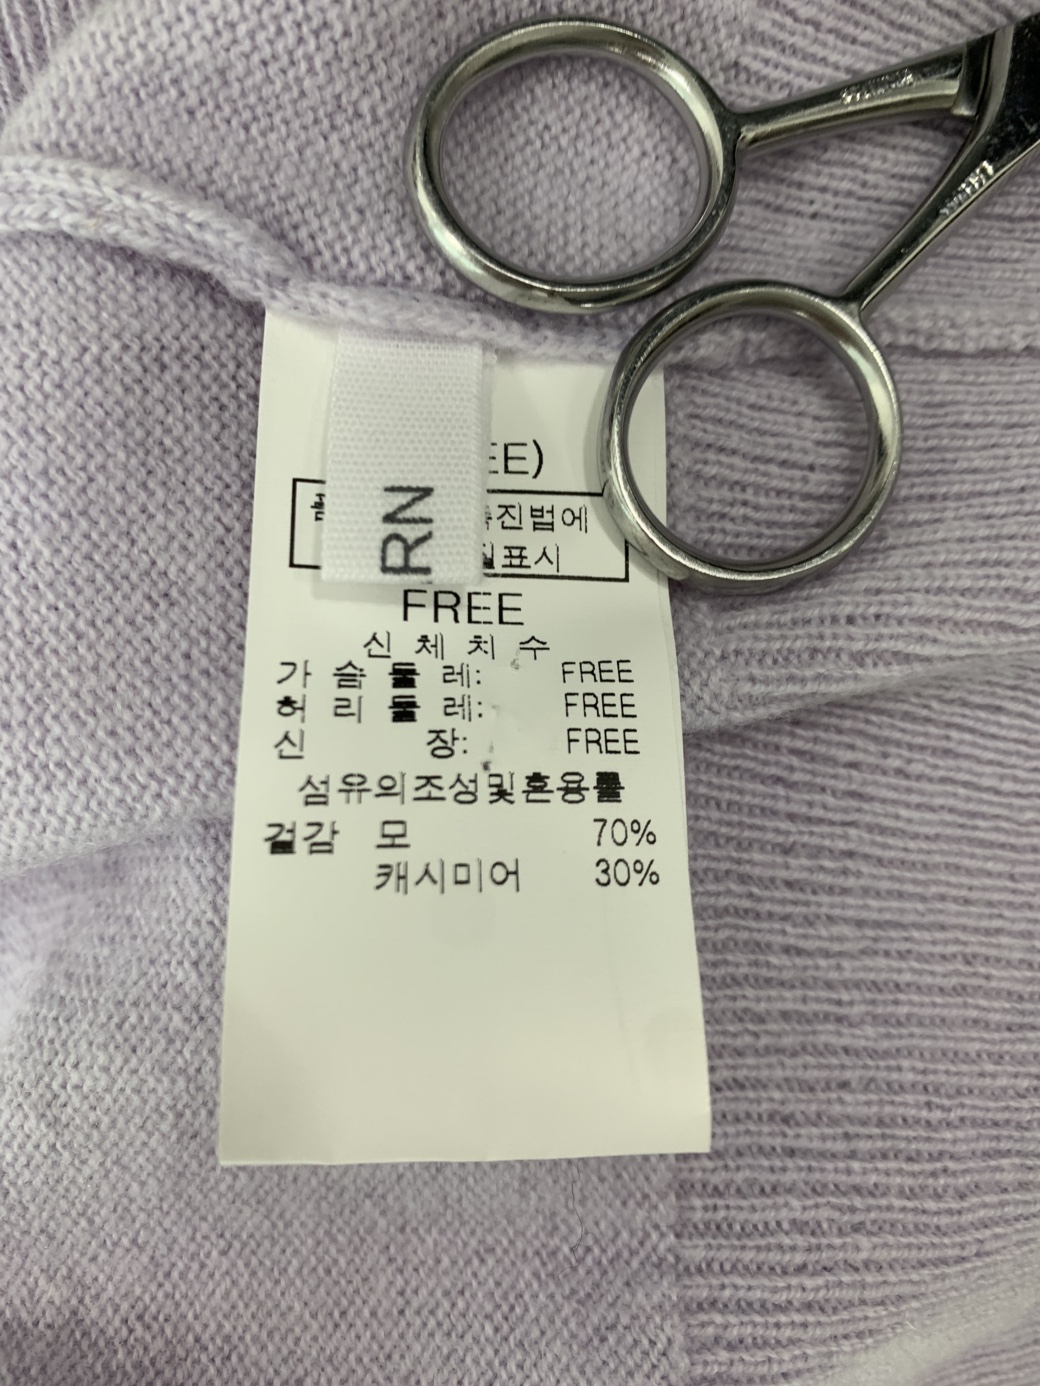 EE)
진법에
표시
RN
FREE
신 체 치 수
가 슴 둘 레: FREE
허 리 둘 레: FREE
신 장: FREE
섬유의조성및혼용률
겉감 모 70%
캐시미어 30%